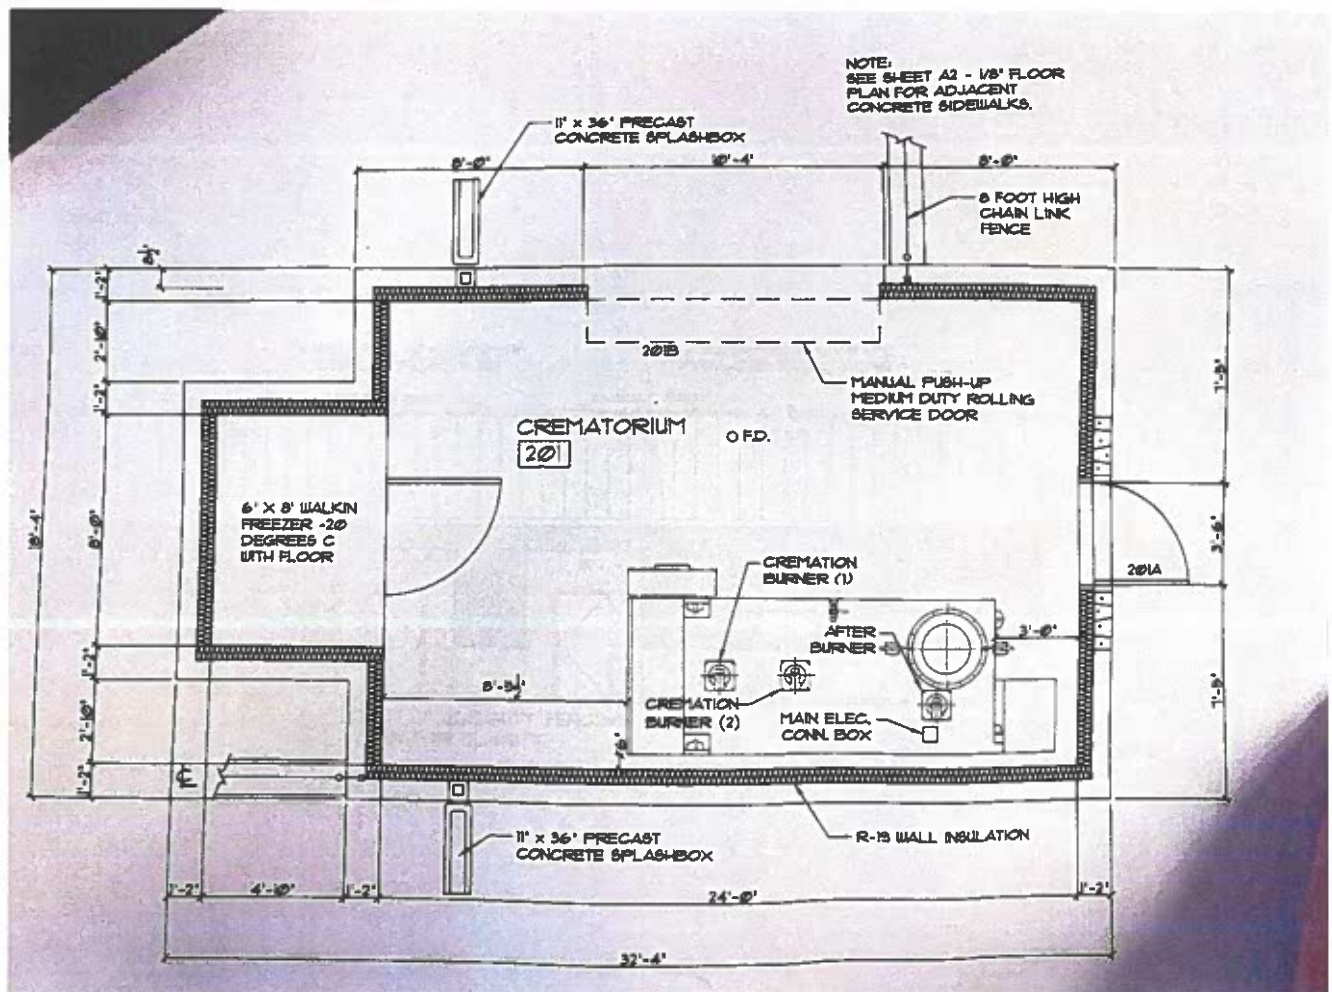 NOTE:
SEE SHEET A2 - 1/8" FLOOR
PLAN FOR ADJACENT
CONCRETE SIDEWALKS.
11" x 36" PRECAST
CONCRETE SPLASHBOX
8'-0"
10'-4"
8'-0"
8 FOOT HIGH
CHAIN LINK
FENCE
1'-2"
2'-10"
1'-2"
201B
MANUAL PUSH-UP
MEDIUM DUTY ROLLING
SERVICE DOOR
CREMATORIUM
201
O F.D.
18'-4"
8'-0"
6' X 8' WALKIN
FREEZER -20
DEGREES C
WITH FLOOR
3'-6"
201A
CREMATION
BURNER (1)
AFTER
BURNER
3'-0"
1'-2"
CREMATION
BURNER (2)
MAIN ELEC.
CONN. BOX
2'-10"
1'-2"
11" x 36" PRECAST
CONCRETE SPLASHBOX
R-13 WALL INSULATION
1'-2"
4'-10"
1'-2"
24'-0"
1'-2"
32'-4"